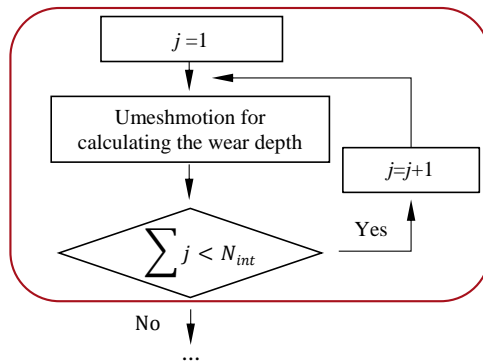 j =1
Umeshmotion for
calculating the wear depth
j=j+1
∑ j < N_int
Yes
No
...